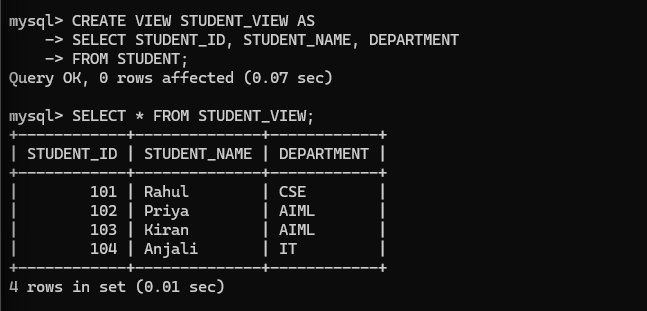 mysql> CREATE VIEW STUDENT_VIEW AS
    -> SELECT STUDENT_ID, STUDENT_NAME, DEPARTMENT
    -> FROM STUDENT;
Query OK, 0 rows affected (0.07 sec)

mysql> SELECT * FROM STUDENT_VIEW;
+------------+--------------+------------+
| STUDENT_ID | STUDENT_NAME | DEPARTMENT |
+------------+--------------+------------+
|        101 | Rahul        | CSE        |
|        102 | Priya        | AIML       |
|        103 | Kiran        | AIML       |
|        104 | Anjali       | IT         |
+------------+--------------+------------+
4 rows in set (0.01 sec)